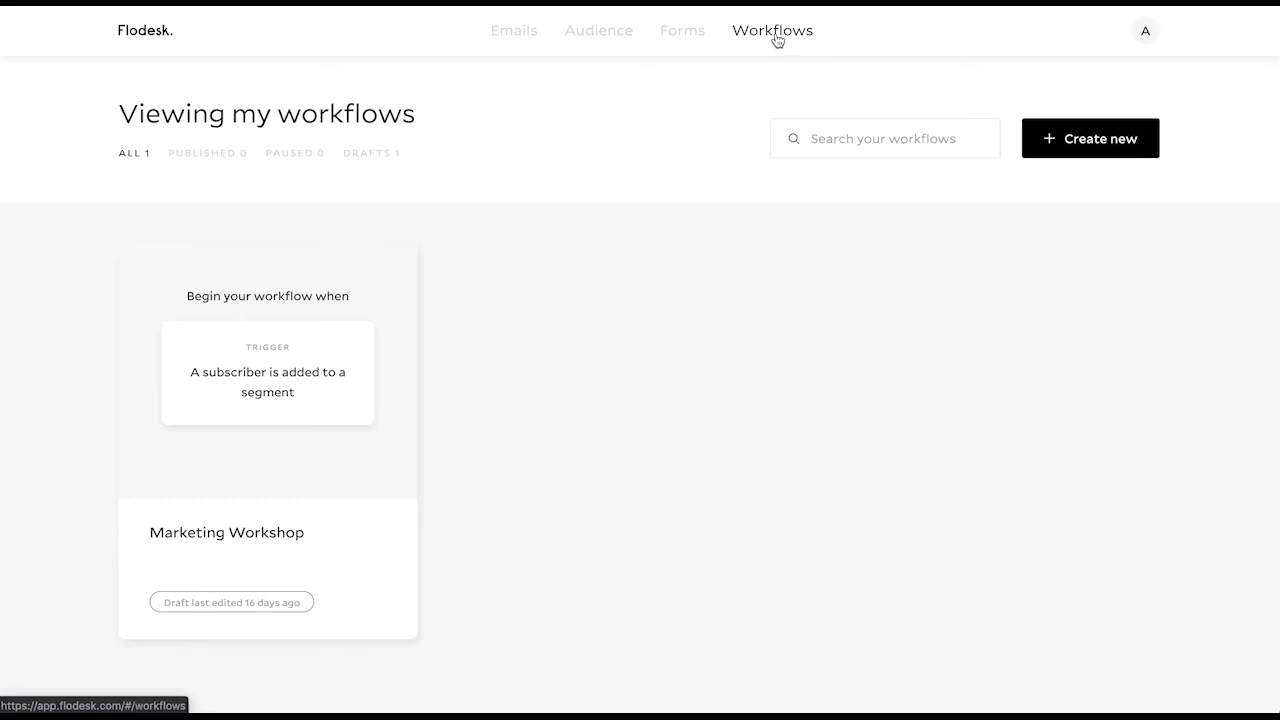 Flodesk.
Emails Audience Forms Workflows
A
Viewing my workflows
ALL 1 PUBLISHED 0 PAUSED 0 DRAFTS 1
Search your workflows
+ Create new
Begin your workflow when
TRIGGER
A subscriber is added to a
segment
Marketing Workshop
Draft last edited 16 days ago
https://app.flodesk.com/#/workflows